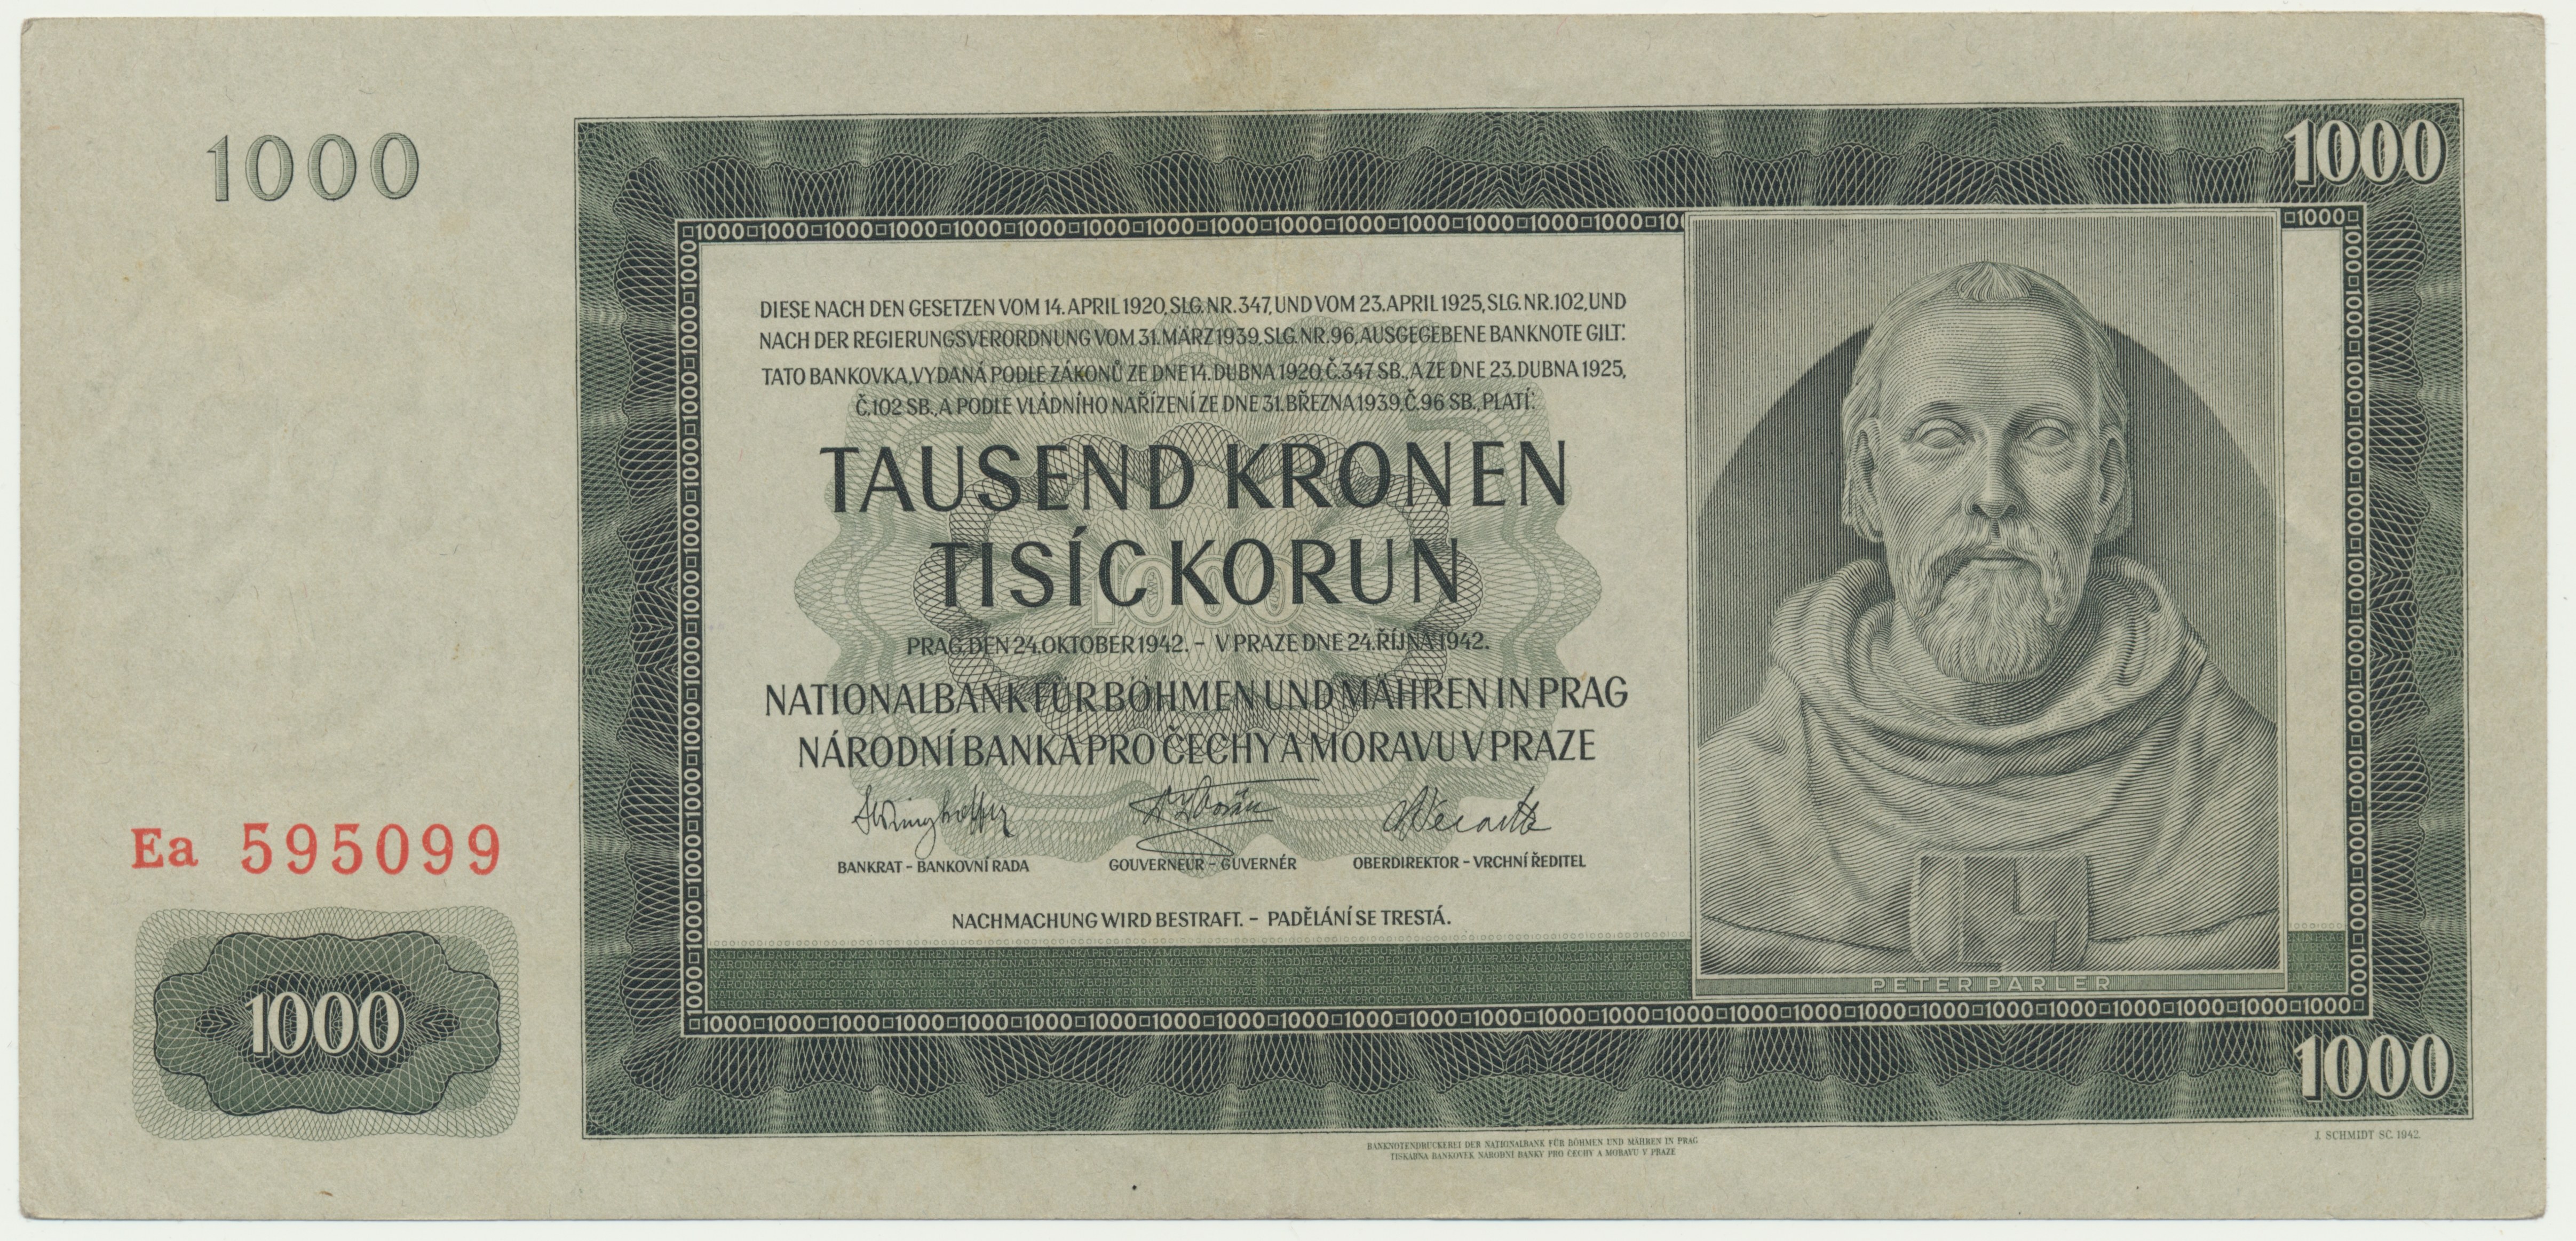 1000
1000
DIESE NACH DEN GESETZEN VOM 14. APRIL 1920, SLG. NR. 347, UND VOM 23. APRIL 1925, SLG. NR. 102, UND
NACH DER REGIERUNGSVERORDNUNG VOM 31. MÄRZ 1939, SLG. NR. 96, AUSGEGEBENE BANKNOTE GILT:
TATO BANKOVKA, VYDANÁ PODLE ZÁKONŮ ZE DNE 14. DUBNA 1920, Č. 347 SB., A ZE DNE 23. DUBNA 1925,
Č. 102 SB., A PODLE VLÁDNÍHO NAŘÍZENÍ ZE DNE 31. BŘEZNA 1939, Č. 96 SB., PLATÍ:
TAUSEND KRONEN
TISÍC KORUN
1000
PRAG, DEN 24. OKTOBER 1942. – V PRAZE DNE 24. ŘÍJNA 1942.
NATIONALBANK FÜR BÖHMEN UND MÄHREN IN PRAG
NÁRODNÍ BANKA PRO ČECHY A MORAVU V PRAZE
BANKRAT – BANKOVNÍ RADA
GOUVERNEUR – GUVERNÉR
OBERDIREKTOR – VRCHNÍ ŘEDITEL
NACHMACHUNG WIRD BESTRAFT. – PADĚLÁNÍ SE TRESTÁ.
Ea 595099
1000
PETER PARLER
1000
BANKNOTENDRUCKEREI DER NATIONALBANK FÜR BÖHMEN UND MÄHREN IN PRAG
TISKÁRNA BANKOVEK NÁRODNÍ BANKY PRO ČECHY A MORAVU V PRAZE
J. SCHMIDT SC. 1942.